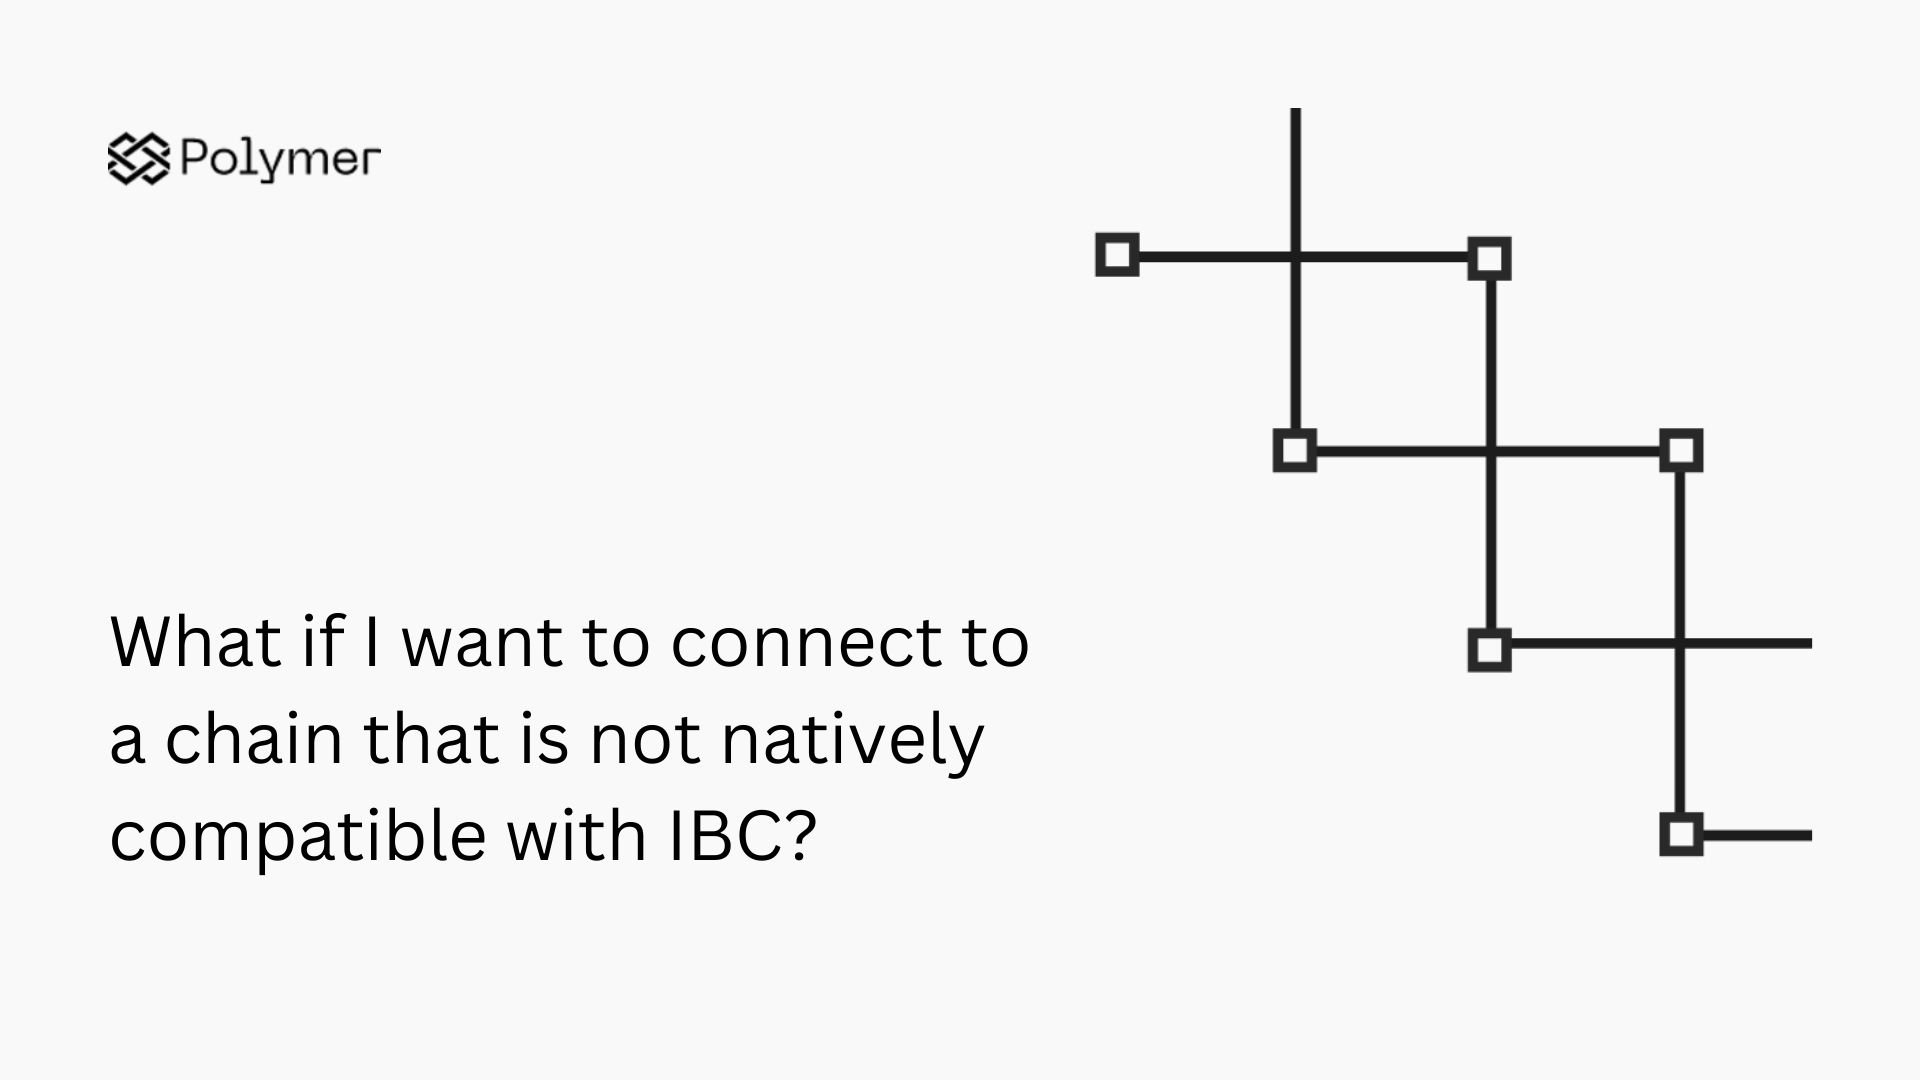 Polymer
What if I want to connect to
a chain that is not natively
compatible with IBC?